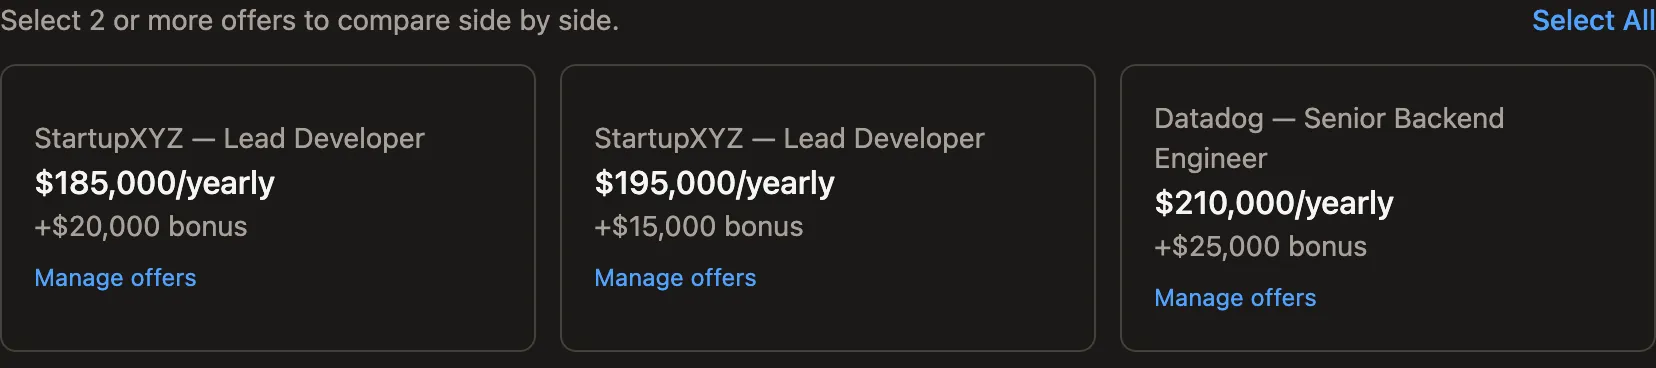 Select 2 or more offers to compare side by side.
Select All
StartupXYZ — Lead Developer
$185,000/yearly
+$20,000 bonus
Manage offers
StartupXYZ — Lead Developer
$195,000/yearly
+$15,000 bonus
Manage offers
Datadog — Senior Backend
Engineer
$210,000/yearly
+$25,000 bonus
Manage offers